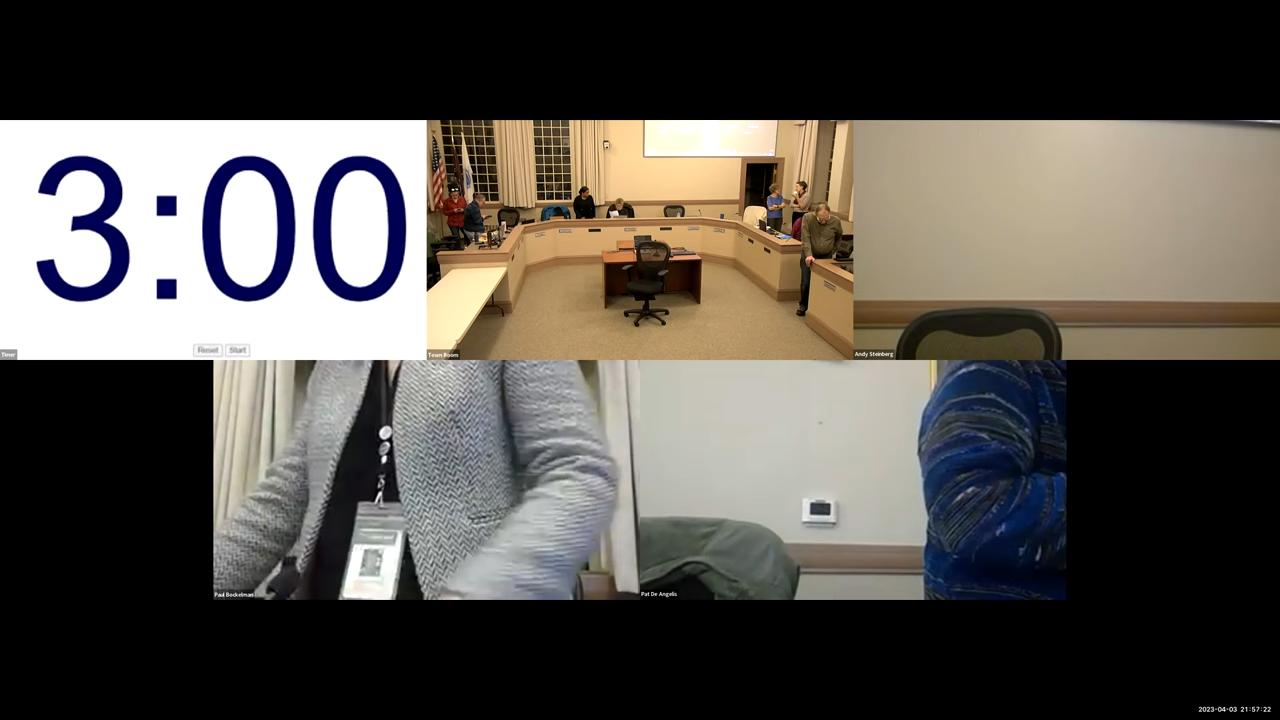 3:00
Reset Start
Timer
Town Room
Andy Steinberg
Paul Bockelman
Pat De Angelis
2023-04-03 21:57:22